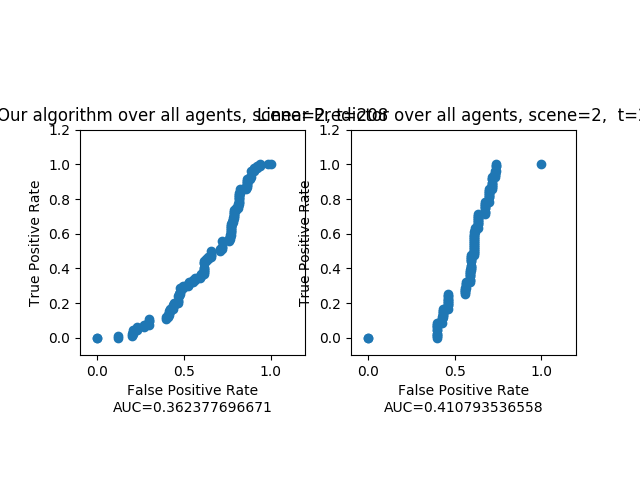 Our algorithm over all agents, scene=2, t=208
Linear Predictor over all agents, scene=2,  t=
True Positive Rate
1.2
1.0
0.8
0.6
0.4
0.2
0.0
0.0 0.5 1.0
False Positive Rate
AUC=0.362377696671
True Positive Rate
1.2
1.0
0.8
0.6
0.4
0.2
0.0
0.0 0.5 1.0
False Positive Rate
AUC=0.410793536558